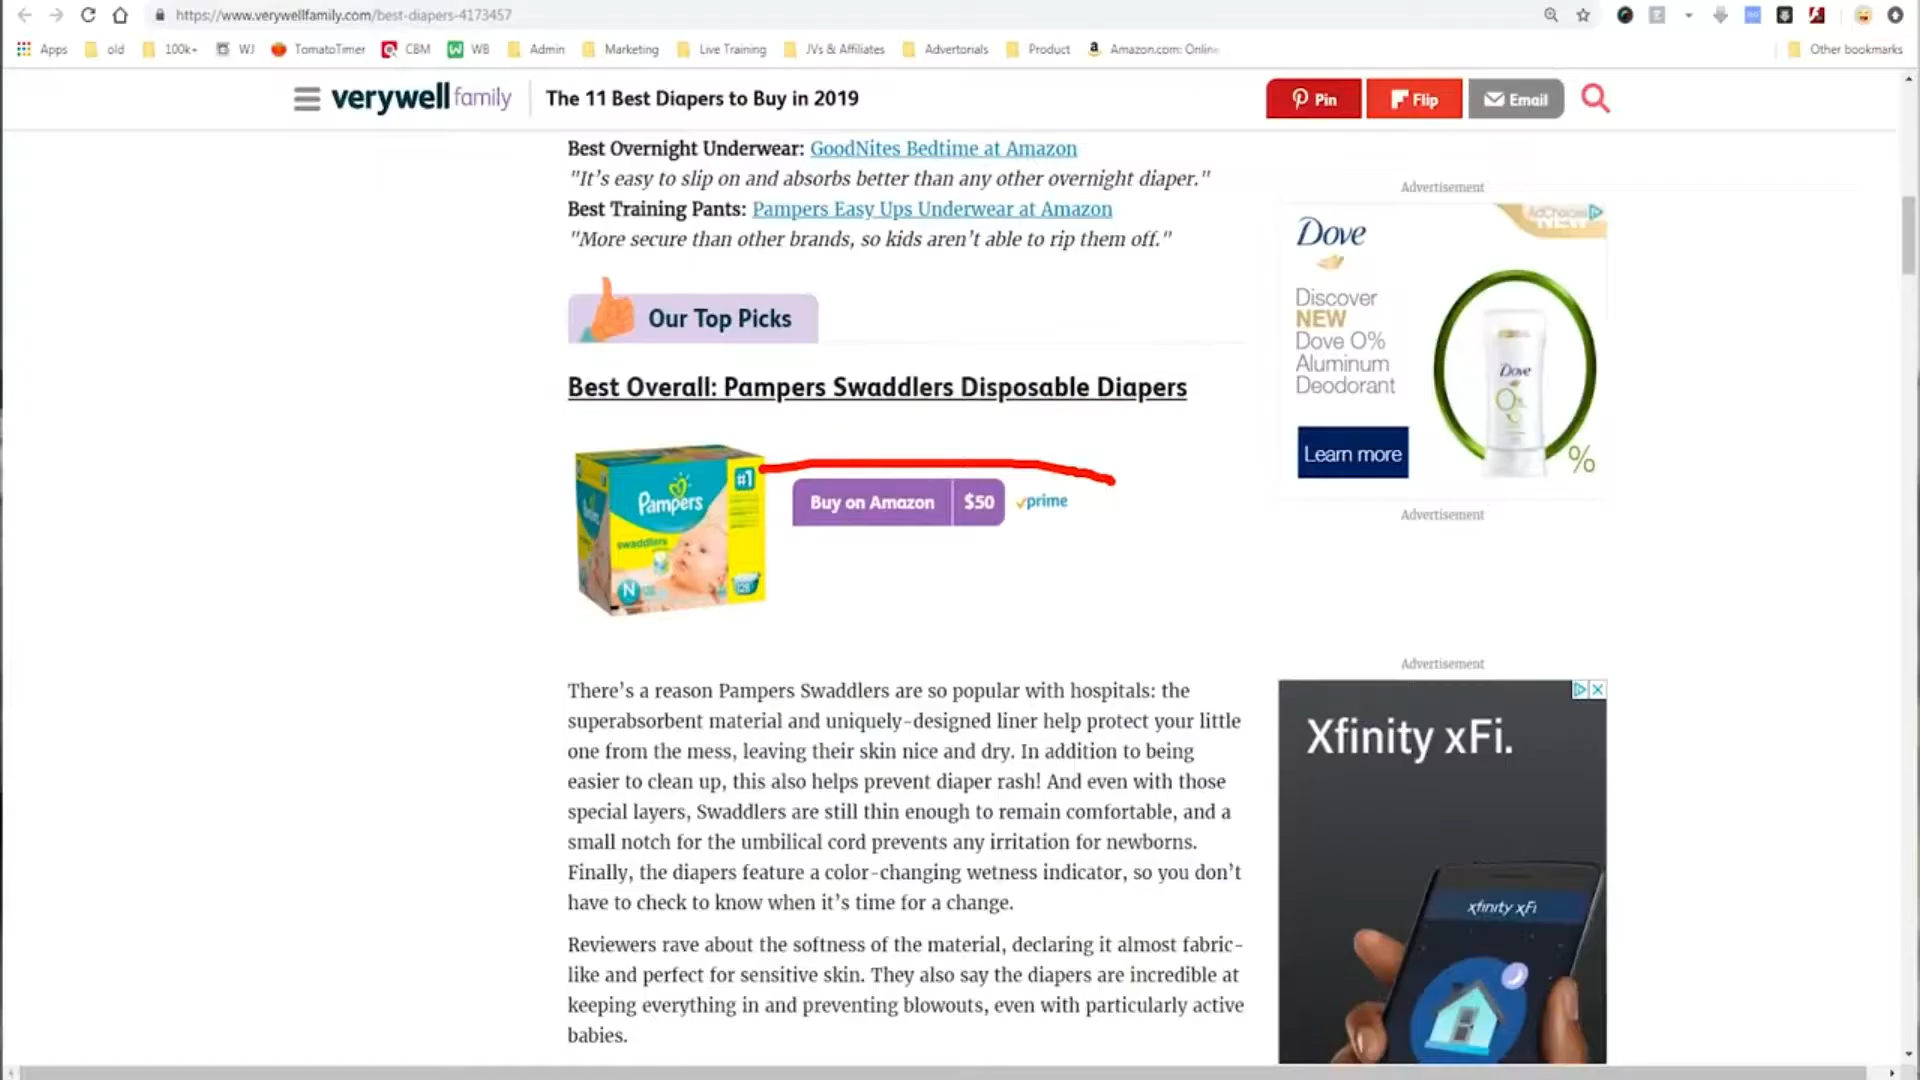 https://www.verywellfamily.com/best-diapers-4173457
Apps old 100k+ WJ TomatoTimer CBM WB Admin Marketing Live Training JVs & Affiliates Advertorials Product Amazon.com: Online Other bookmarks
verywell family The 11 Best Diapers to Buy in 2019 Pin Flip Email
Best Overnight Underwear: GoodNites Bedtime at Amazon
"It’s easy to slip on and absorbs better than any other overnight diaper."
Best Training Pants: Pampers Easy Ups Underwear at Amazon
"More secure than other brands, so kids aren’t able to rip them off."
Our Top Picks
Best Overall: Pampers Swaddlers Disposable Diapers
#1
Pampers
swaddlers
N
Buy on Amazon $50 prime
There’s a reason Pampers Swaddlers are so popular with hospitals: the
superabsorbent material and uniquely-designed liner help protect your little
one from the mess, leaving their skin nice and dry. In addition to being
easier to clean up, this also helps prevent diaper rash! And even with those
special layers, Swaddlers are still thin enough to remain comfortable, and a
small notch for the umbilical cord prevents any irritation for newborns.
Finally, the diapers feature a color-changing wetness indicator, so you don’t
have to check to know when it’s time for a change.
Reviewers rave about the softness of the material, declaring it almost fabric-
like and perfect for sensitive skin. They also say the diapers are incredible at
keeping everything in and preventing blowouts, even with particularly active
babies.
Advertisement
AdChoices
NEW
Dove
Discover
NEW
Dove 0%
Aluminum
Deodorant
Learn more
Dove
0%
%
Advertisement
Advertisement
Xfinity xFi.
xfinity xFi